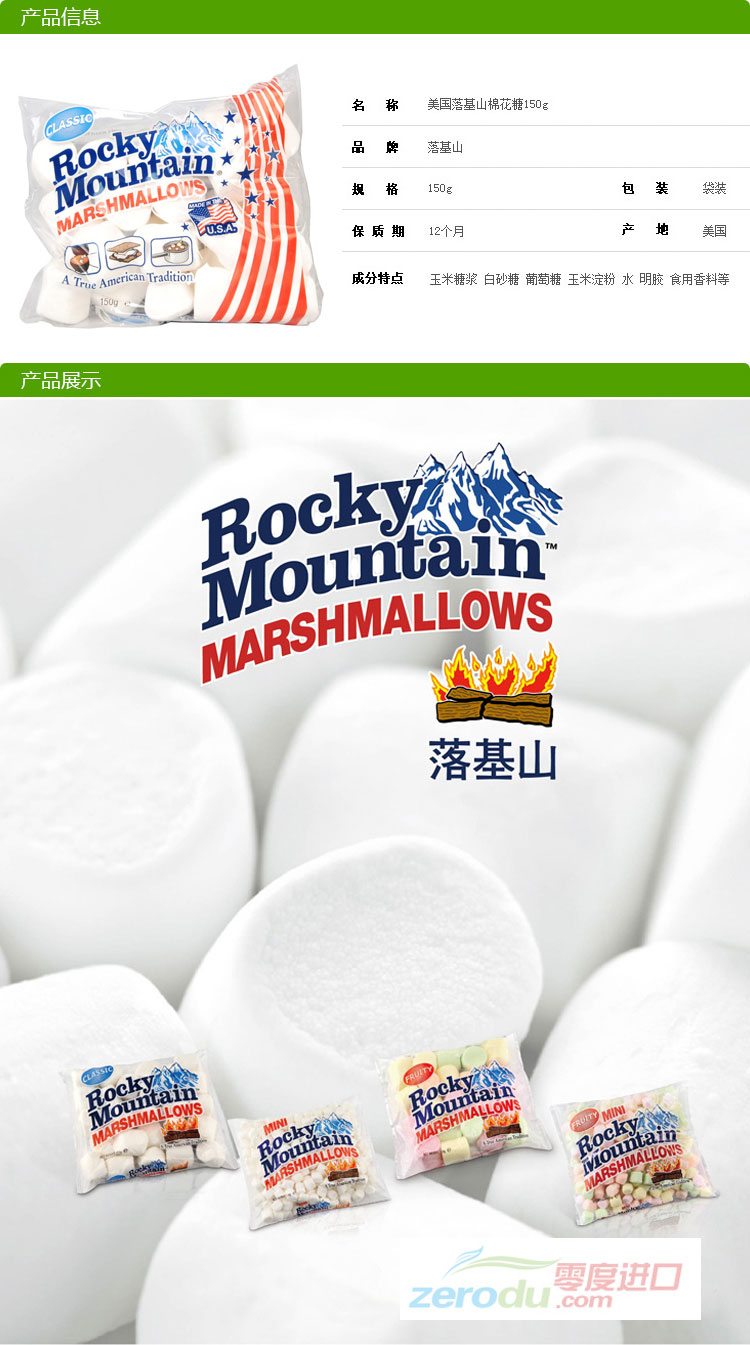 产品信息
CLASSIC
Rocky
Mountain
MARSHMALLOWS
MADE IN THE
U.S.A.
A True American Tradition
150g e
名 称 美国落基山棉花糖150g
品 牌 落基山
规 格 150g 包 装 袋装
保 质 期 12个月 产 地 美国
成分特点 玉米糖浆 白砂糖 葡萄糖 玉米淀粉 水 明胶 食用香料等
产品展示
Rocky
Mountain™
MARSHMALLOWS
落基山
CLASSIC
Rocky
Mountain
MARSHMALLOWS
MINI
Rocky
Mountain
MARSHMALLOWS
FRUITY
Rocky
Mountain
MARSHMALLOWS
A True American Tradition
FRUITY MINI
Rocky
Mountain
MARSHMALLOWS
zerodu.com 零度进口